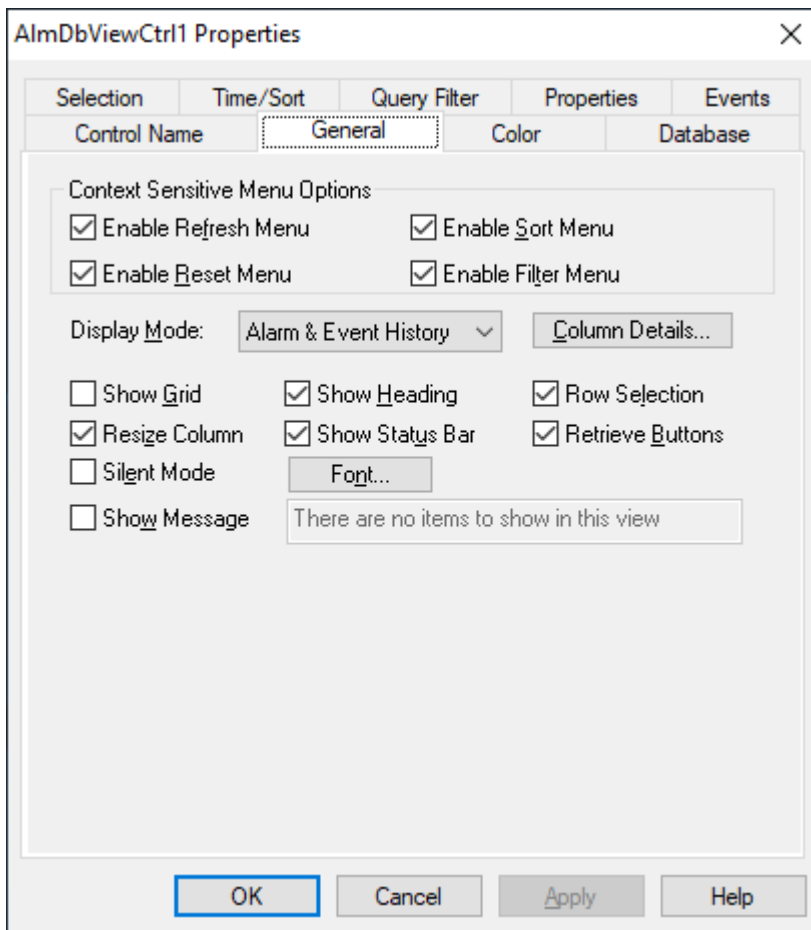 AlmDbViewCtrl1 Properties
Selection Time/Sort Query Filter Properties Events
Control Name General Color Database
Context Sensitive Menu Options
Enable Refresh Menu Enable Sort Menu
Enable Reset Menu Enable Filter Menu
Display Mode: Alarm & Event History Column Details...
Show Grid Show Heading Row Selection
Resize Column Show Status Bar Retrieve Buttons
Silent Mode Font...
Show Message There are no items to show in this view
OK Cancel Apply Help